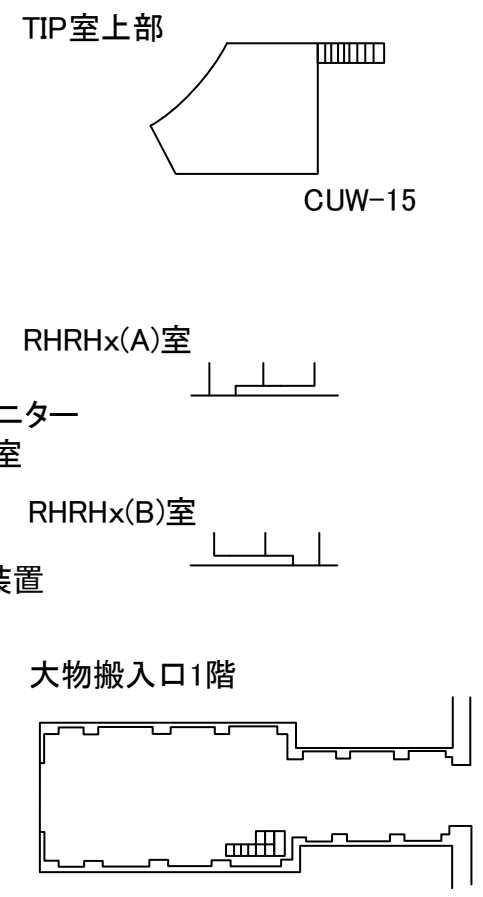 TIP室上部
CUW-15
RHRHx(A)室
ニター
室
RHRHx(B)室
装置
大物搬入口1階